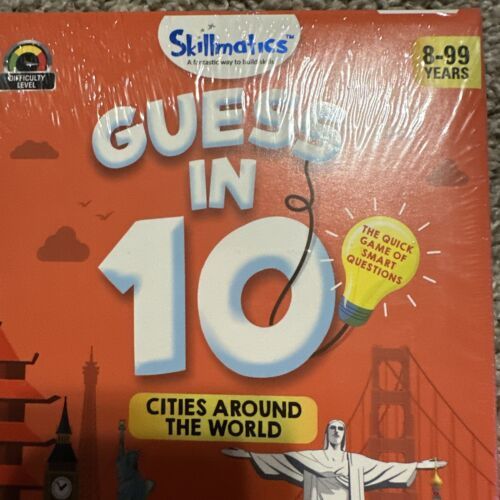 Skillmatics™
A fantastic way to build skills
DIFFICULTY
LEVEL
8-99
YEARS
GUESS
IN
10
THE QUICK
GAME OF
SMART
QUESTIONS
CITIES AROUND
THE WORLD